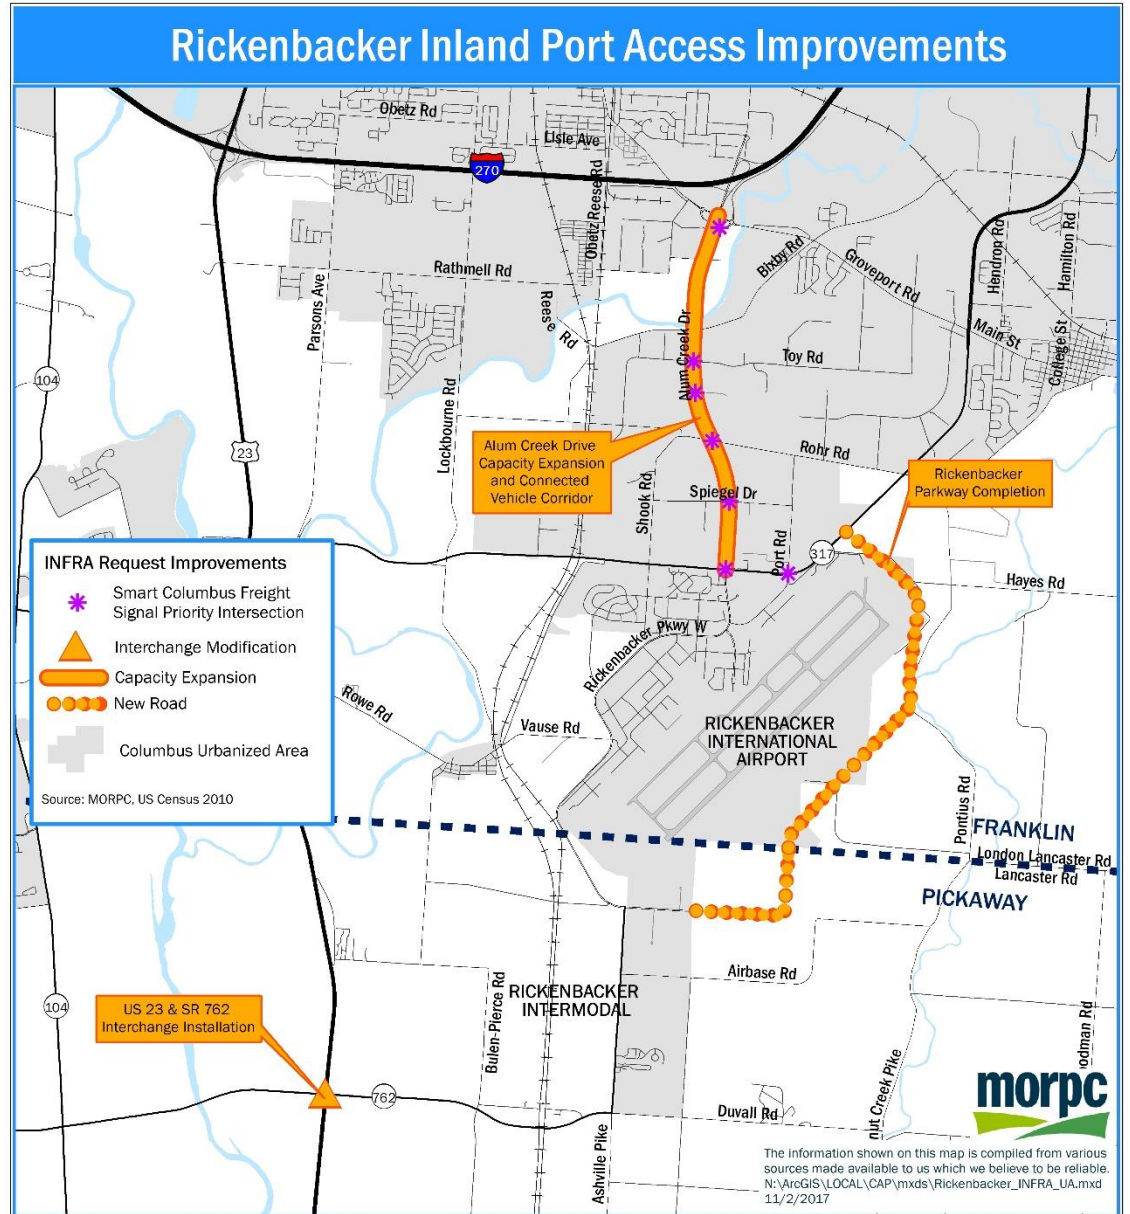 Rickenbacker Inland Port Access Improvements
Obetz Rd
Lisle Ave
270
Obetz Reese Rd
Bixby Rd
Groveport Rd
Hendron Rd
Hamilton Rd
Rathmell Rd
Parsons Ave
Reese Rd
Alum Creek Dr
Main St
College St
Toy Rd
104
Lockbourne Rd
23
Alum Creek Drive
Capacity Expansion
and Connected
Vehicle Corridor
Rohr Rd
Rickenbacker
Parkway Completion
Shook Rd
Spiegel Dr
Port Rd
317
Hayes Rd
INFRA Request Improvements
Smart Columbus Freight
Signal Priority Intersection
Interchange Modification
Capacity Expansion
New Road
Columbus Urbanized Area
Source: MORPC, US Census 2010
Rickenbacker Pkwy W
Rowe Rd
Vause Rd
RICKENBACKER
INTERNATIONAL
AIRPORT
Pontius Rd
FRANKLIN
London Lancaster Rd
Lancaster Rd
PICKAWAY
Airbase Rd
RICKENBACKER
INTERMODAL
Bulen-Pierce Rd
104
US 23 & SR 762
Interchange Installation
762
Duvall Rd
Ashville Pike
nut Creek Pike
odman Rd
morpc
The information shown on this map is compiled from various
sources made available to us which we believe to be reliable.
N:\ArcGIS\LOCAL\CAP\mxds\Rickenbacker_INFRA_UA.mxd
11/2/2017